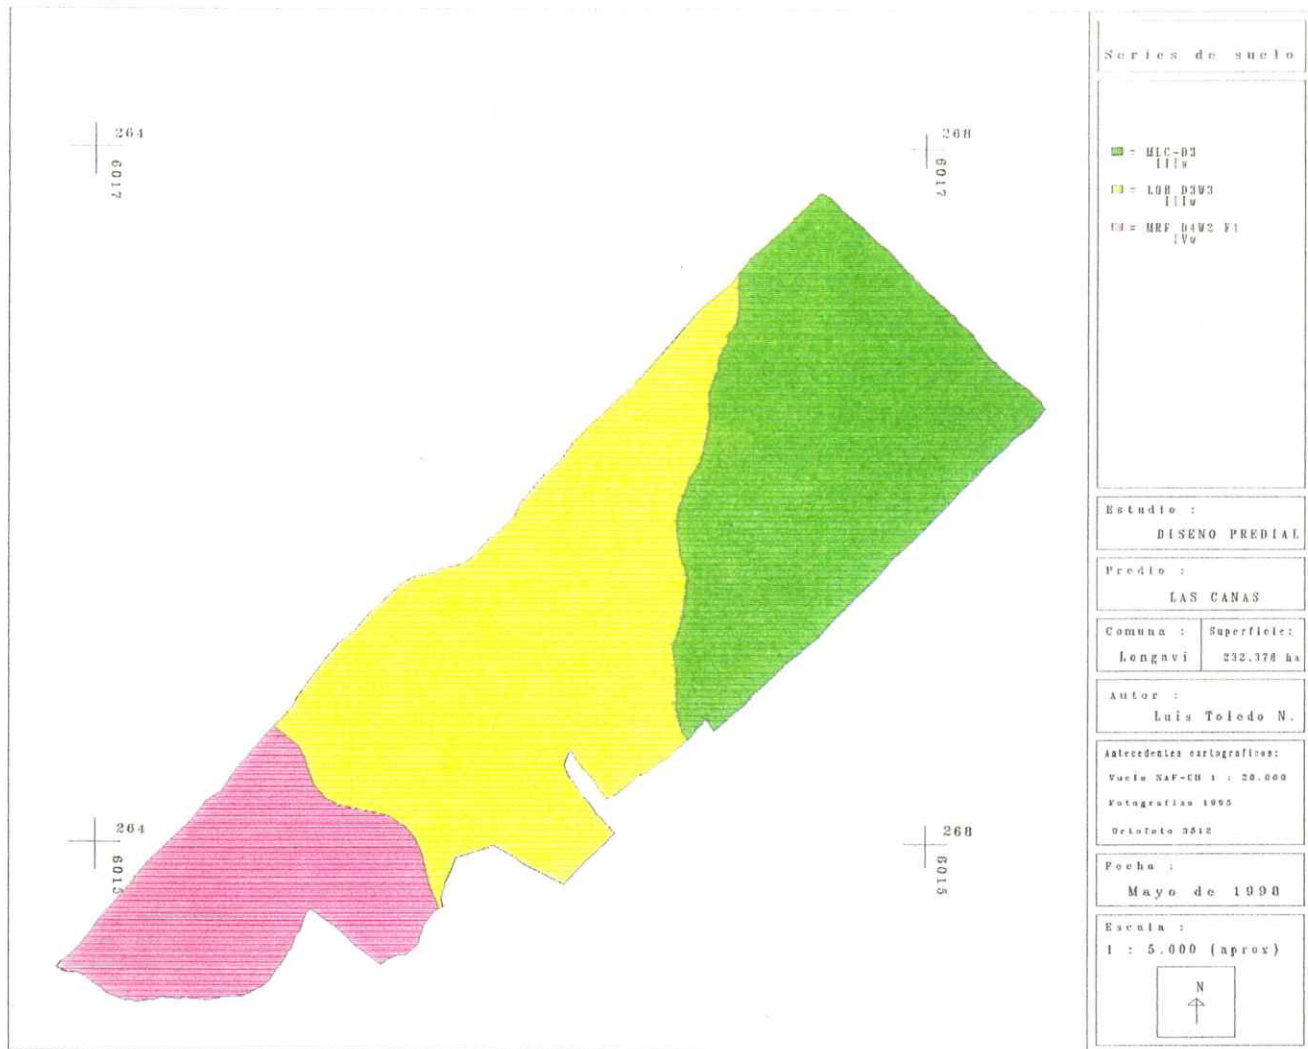 264
6017
268
6017
264
6015
268
6015
Series de suelo
= MLC-D3
= LQB D3W3
IIIw
= MRF D4W2 F1
IVw
Estudio :
DISENO PREDIAL
Predio :
LAS CANAS
Comuna :
Longavi
Superficie:
232.378 ha
Autor :
Luis Toledo N.
Antecedentes cartograficos:
Vuelo SAF-CH 1 : 20.000
Fotografias 1995
Ortofoto 3512
Fecha :
Mayo de 1998
Escala :
1 : 5.000 (aprox)
N